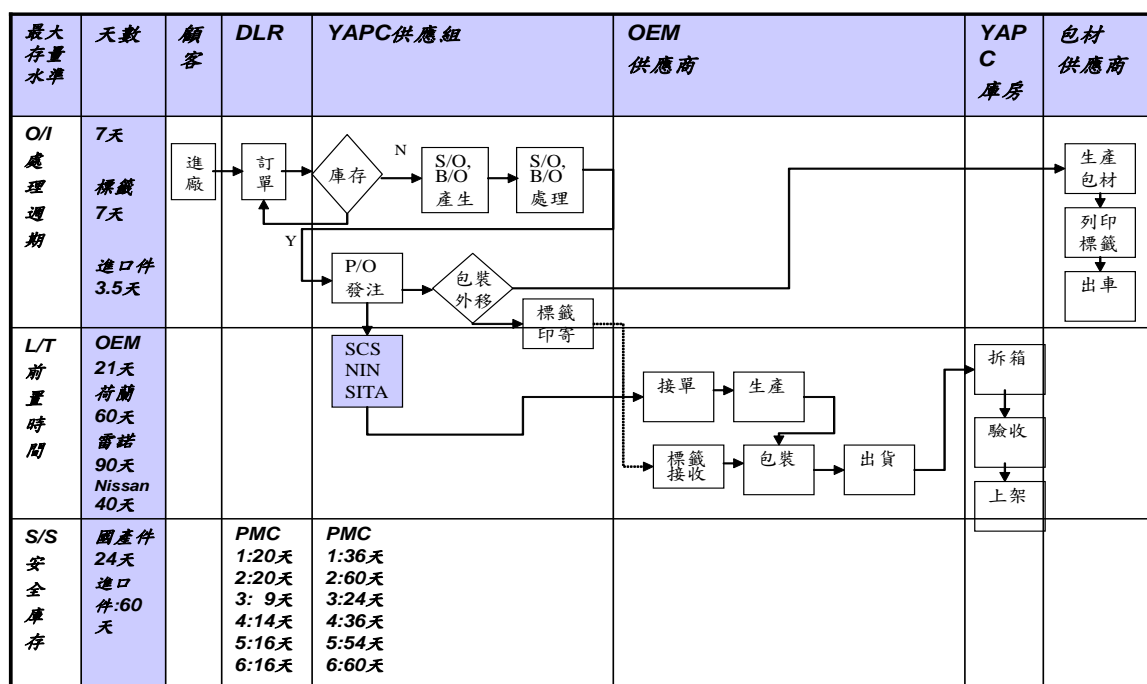 最大
存量
水準
天數
顧
客
DLR
YAPC供應組
OEM
供應商
YAP
C
庫房
包材
供應商
O/I
處
理
週
期
7天
標籤
7天
進口件
3.5天
進
廠
訂
單
庫存
N
Y
S/O,
B/O
產生
S/O,
B/O
處理
P/O
發注
包裝
外移
標籤
印寄
生產
包材
列印
標籤
出車
L/T
前
置
時
間
OEM
21天
荷蘭
60天
雷諾
90天
Nissan
40天
SCS
NIN
SITA
接單
生產
標籤
接收
包裝
出貨
拆箱
驗收
上架
S/S
安
全
庫
存
國產件
24天
進口
件:60
天
PMC
1:20天
2:20天
3: 9天
4:14天
5:16天
6:16天
PMC
1:36天
2:60天
3:24天
4:36天
5:54天
6:60天